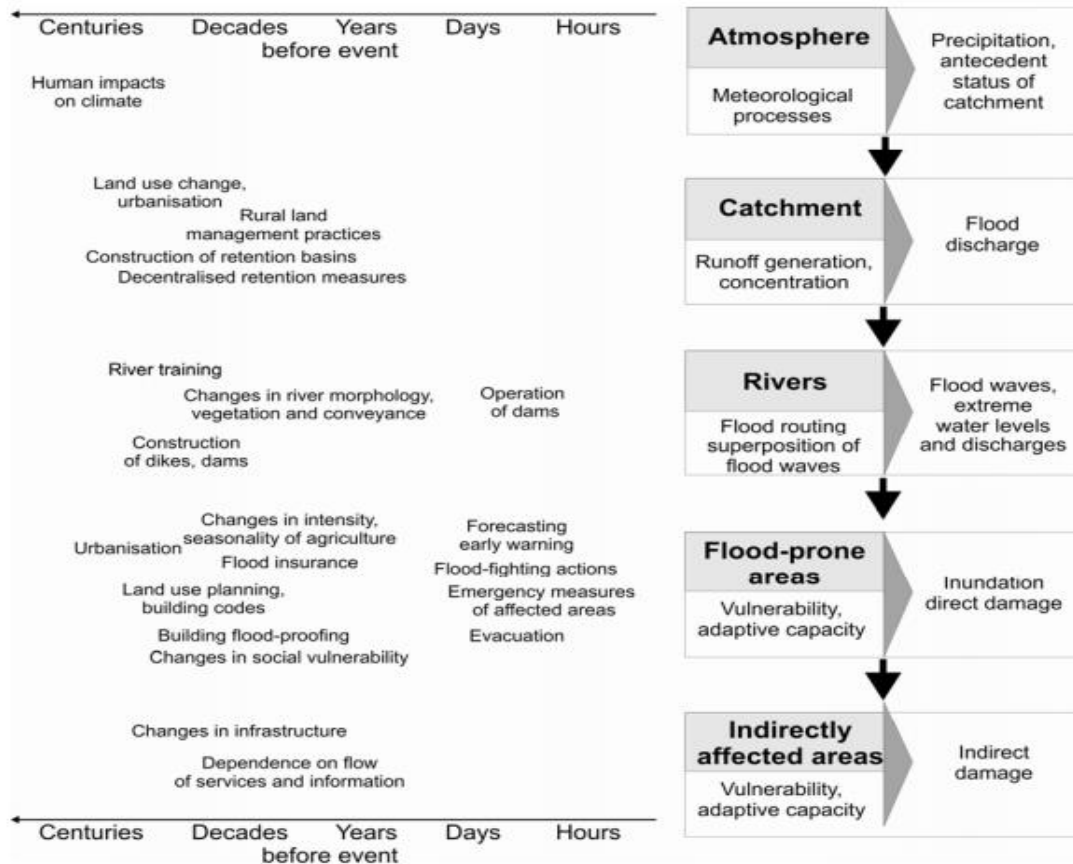 Centuries Decades Years Days Hours
before event
Human impacts
on climate
Land use change,
urbanisation
Rural land
management practices
Construction of retention basins
Decentralised retention measures
River training
Changes in river morphology,
vegetation and conveyance
Operation
of dams
Construction
of dikes, dams
Changes in intensity,
seasonality of agriculture
Forecasting
early warning
Urbanisation
Flood insurance
Flood-fighting actions
Land use planning,
building codes
Emergency measures
of affected areas
Building flood-proofing
Evacuation
Changes in social vulnerability
Changes in infrastructure
Dependence on flow
of services and information
Centuries Decades Years Days Hours
before event
Atmosphere
Meteorological
processes
Precipitation,
antecedent
status of
catchment
Catchment
Runoff generation,
concentration
Flood
discharge
Rivers
Flood routing
superposition of
flood waves
Flood waves,
extreme
water levels
and discharges
Flood-prone
areas
Vulnerability,
adaptive capacity
Inundation
direct damage
Indirectly
affected areas
Vulnerability,
adaptive capacity
Indirect
damage